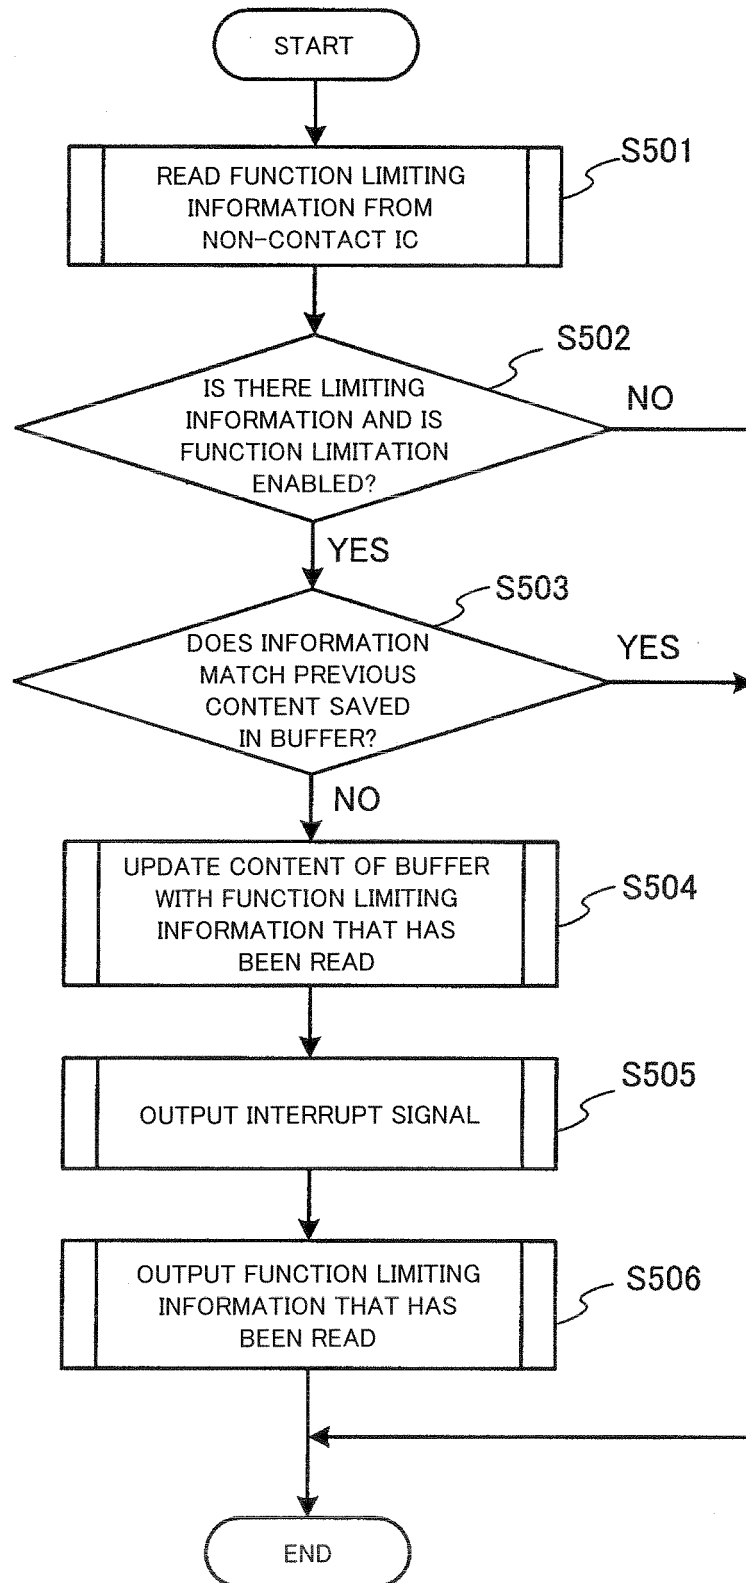 START
READ FUNCTION LIMITING
INFORMATION FROM
NON-CONTACT IC
S501
S502
IS THERE LIMITING
INFORMATION AND IS
FUNCTION LIMITATION
ENABLED?
NO
YES
S503
DOES INFORMATION
MATCH PREVIOUS
CONTENT SAVED
IN BUFFER?
YES
NO
UPDATE CONTENT OF BUFFER
WITH FUNCTION LIMITING
INFORMATION THAT HAS
BEEN READ
S504
OUTPUT INTERRUPT SIGNAL
S505
OUTPUT FUNCTION LIMITING
INFORMATION THAT HAS
BEEN READ
S506
END